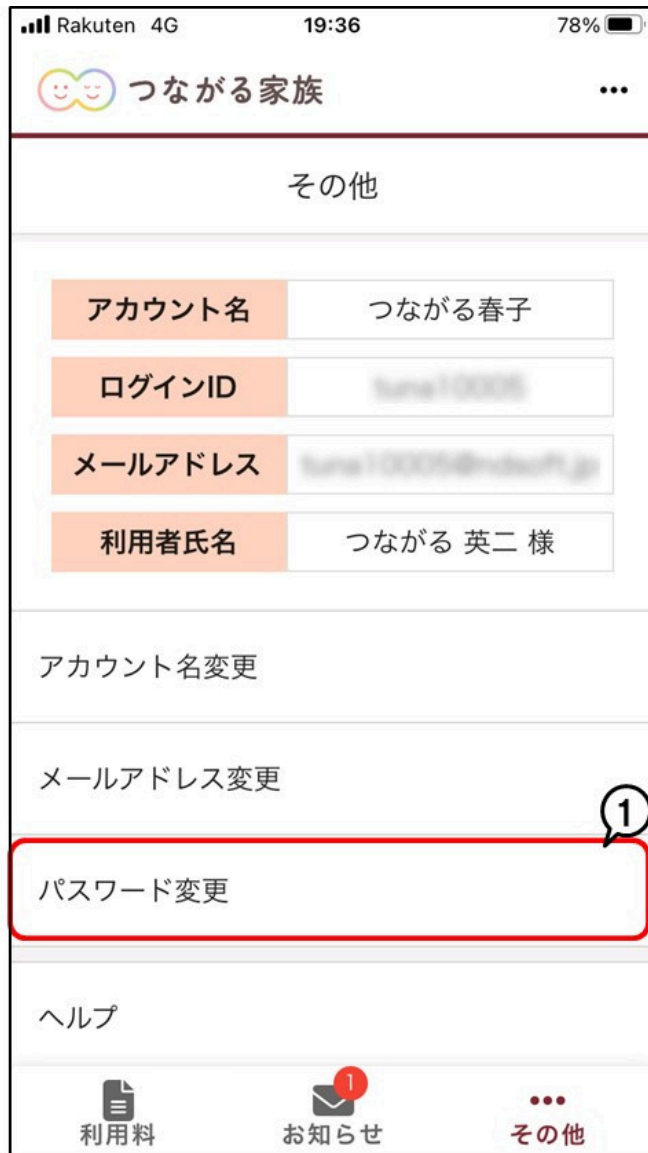 Rakuten 4G 19:36 78%
つながる家族
その他
アカウント名 つながる春子
ログインID tuna10005
メールアドレス tuna10005@ndsoft.jp
利用者氏名 つながる 英二 様
アカウント名変更
メールアドレス変更
1
パスワード変更
ヘルプ
1
利用料 お知らせ その他